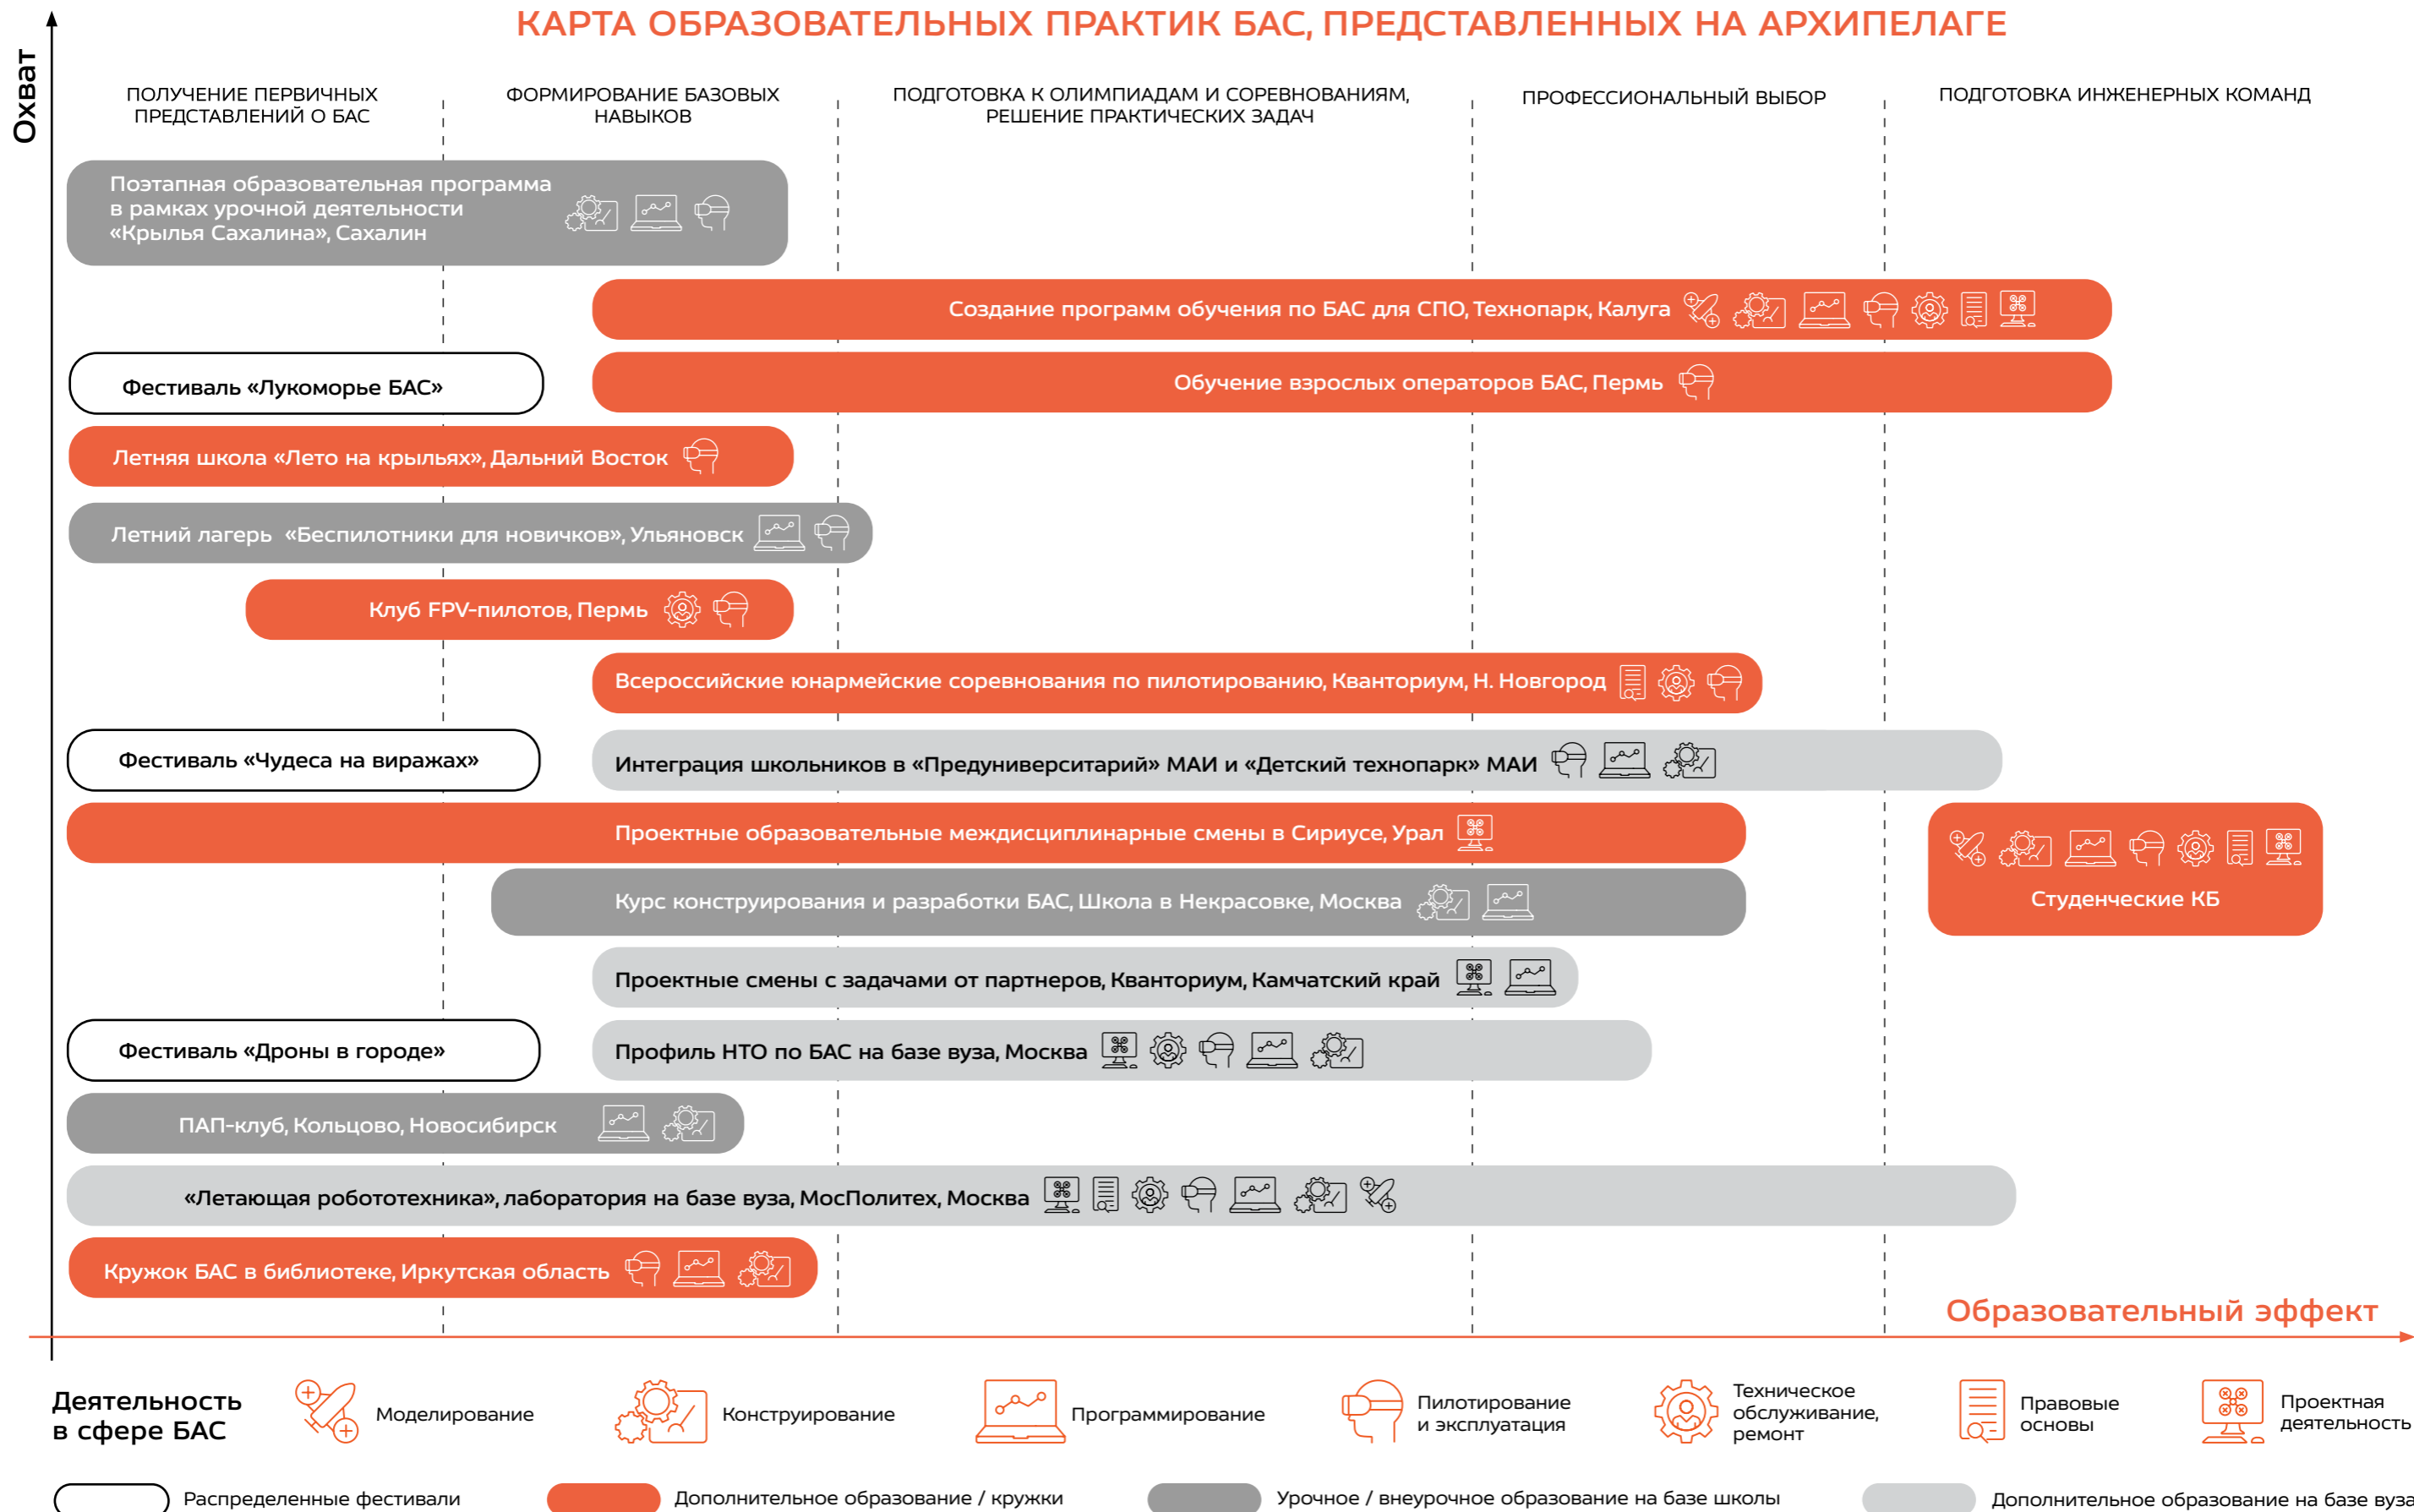 КАРТА ОБРАЗОВАТЕЛЬНЫХ ПРАКТИК БАС, ПРЕДСТАВЛЕННЫХ НА АРХИПЕЛАГЕ
Охват
ПОЛУЧЕНИЕ ПЕРВИЧНЫХ
ПРЕДСТАВЛЕНИЙ О БАС
ФОРМИРОВАНИЕ БАЗОВЫХ
НАВЫКОВ
ПОДГОТОВКА К ОЛИМПИАДАМ И СОРЕВНОВАНИЯМ,
РЕШЕНИЕ ПРАКТИЧЕСКИХ ЗАДАЧ
ПРОФЕССИОНАЛЬНЫЙ ВЫБОР
ПОДГОТОВКА ИНЖЕНЕРНЫХ КОМАНД
Поэтапная образовательная программа
в рамках урочной деятельности
«Крылья Сахалина», Сахалин
Создание программ обучения по БАС для СПО, Технопарк, Калуга
Фестиваль «Лукоморье БАС»
Обучение взрослых операторов БАС, Пермь
Летняя школа «Лето на крыльях», Дальний Восток
Летний лагерь «Беспилотники для новичков», Ульяновск
Клуб FPV-пилотов, Пермь
Всероссийские юнармейские соревнования по пилотированию, Кванториум, Н. Новгород
Фестиваль «Чудеса на виражах»
Интеграция школьников в «Предуниверситарий» МАИ и «Детский технопарк» МАИ
Проектные образовательные междисциплинарные смены в Сириусе, Урал
Студенческие КБ
Курс конструирования и разработки БАС, Школа в Некрасовке, Москва
Проектные смены с задачами от партнеров, Кванториум, Камчатский край
Фестиваль «Дроны в городе»
Профиль НТО по БАС на базе вуза, Москва
ПАП-клуб, Кольцово, Новосибирск
«Летающая робототехника», лаборатория на базе вуза, МосПолитех, Москва
Кружок БАС в библиотеке, Иркутская область
Образовательный эффект
Деятельность
в сфере БАС
Моделирование
Конструирование
Программирование
Пилотирование
и эксплуатация
Техническое
обслуживание,
ремонт
Правовые
основы
Проектная
деятельность
Распределенные фестивали
Дополнительное образование / кружки
Урочное / внеурочное образование на базе школы
Дополнительное образование на базе вуза